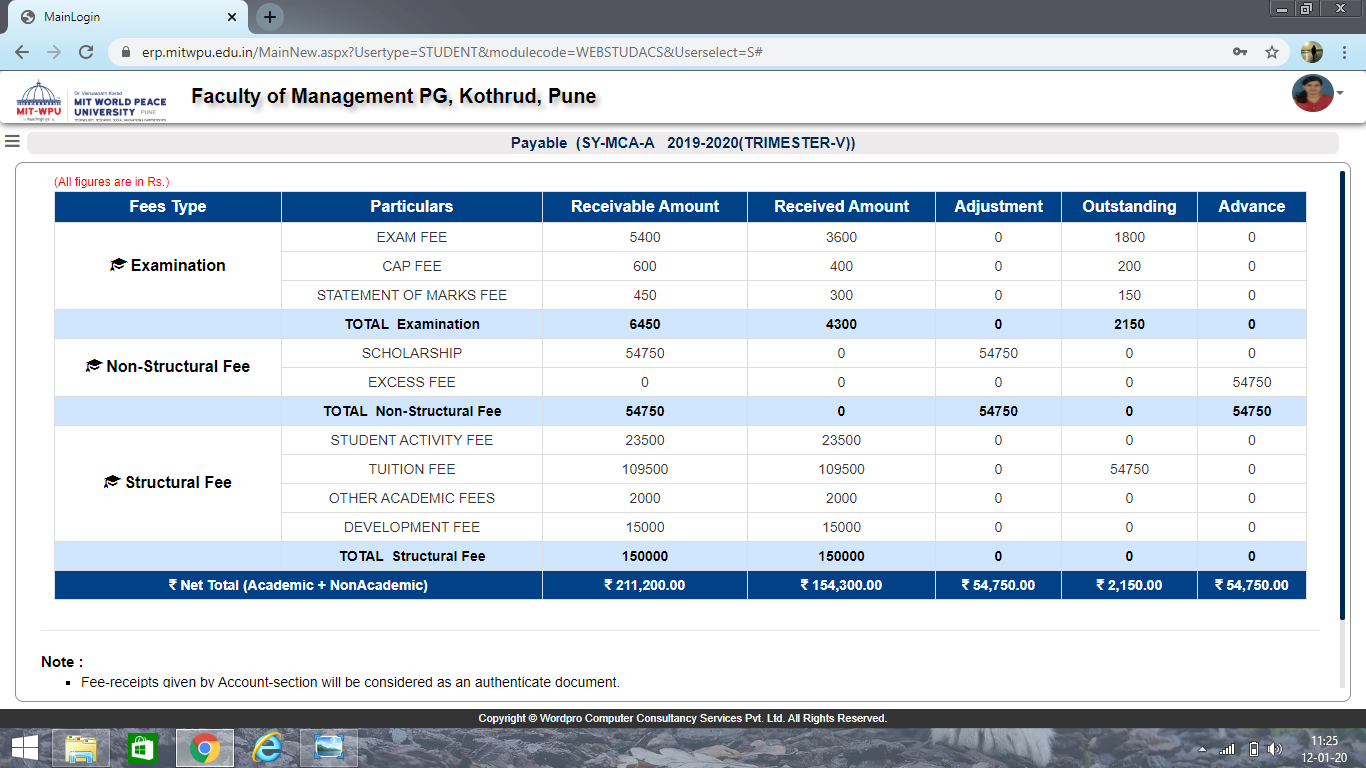 MainLogin
erp.mitwpu.edu.in/MainNew.aspx?Usertype=STUDENT&modulecode=WEBSTUDACS&Userselect=S#
MIT-WPU
Dr. Vishwanath Karad
MIT WORLD PEACE
UNIVERSITY PUNE
Faculty of Management PG, Kothrud, Pune
Payable (SY-MCA-A 2019-2020(TRIMESTER-V))
(All figures are in Rs.)
Fees Type Particulars Receivable Amount Received Amount Adjustment Outstanding Advance
Examination
EXAM FEE 5400 3600 0 1800 0
CAP FEE 600 400 0 200 0
STATEMENT OF MARKS FEE 450 300 0 150 0
TOTAL Examination 6450 4300 0 2150 0
Non-Structural Fee
SCHOLARSHIP 54750 0 54750 0 0
EXCESS FEE 0 0 0 0 54750
TOTAL Non-Structural Fee 54750 0 54750 0 54750
Structural Fee
STUDENT ACTIVITY FEE 23500 23500 0 0 0
TUITION FEE 109500 109500 0 54750 0
OTHER ACADEMIC FEES 2000 2000 0 0 0
DEVELOPMENT FEE 15000 15000 0 0 0
TOTAL Structural Fee 150000 150000 0 0 0
₹ Net Total (Academic + NonAcademic) ₹ 211,200.00 ₹ 154,300.00 ₹ 54,750.00 ₹ 2,150.00 ₹ 54,750.00
Note :
Fee-receipts given by Account-section will be considered as an authenticate document.
Copyright © Wordpro Computer Consultancy Services Pvt. Ltd. All Rights Reserved.
11:25
12-01-20